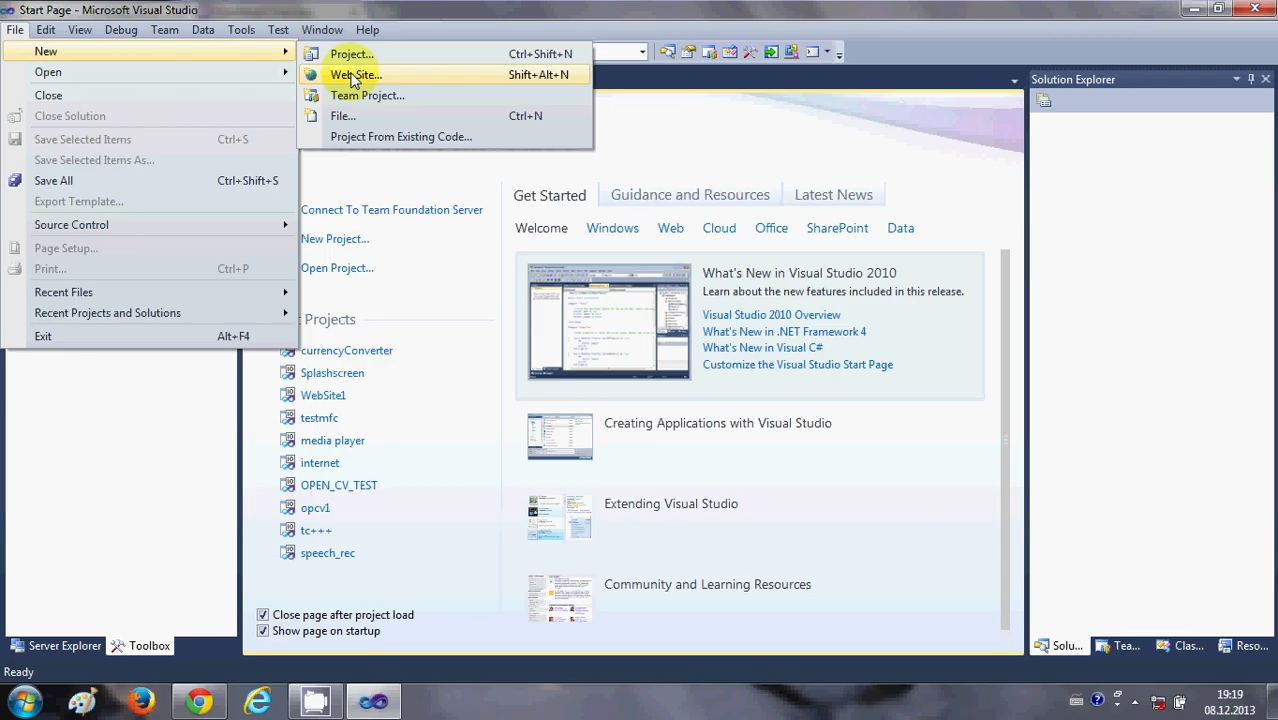 Start Page - Microsoft Visual Studio
File Edit View Debug Team Data Tools Test Window Help
New
Open
Close
Close Solution
Save Selected Items Ctrl+S
Save Selected Items As...
Save All Ctrl+Shift+S
Export Template...
Source Control
Page Setup...
Print... Ctrl+P
Recent Files
Recent Projects and Solutions
Exit Alt+F4
Project... Ctrl+Shift+N
Web Site... Shift+Alt+N
Team Project...
File... Ctrl+N
Project From Existing Code...
Solution Explorer
Connect To Team Foundation Server
New Project...
Open Project...
Projects
currencyConverter
Splashscreen
WebSite1
testmfc
media player
internet
OPEN_CV_TEST
opcv1
tc+++
speech_rec
Close page after project load
Show page on startup
Get Started Guidance and Resources Latest News
Welcome Windows Web Cloud Office SharePoint Data
What's New in Visual Studio 2010
Learn about the new features included in this release.
Visual Studio 2010 Overview
What's New in .NET Framework 4
What's New in Visual C#
Customize the Visual Studio Start Page
Creating Applications with Visual Studio
Extending Visual Studio
Community and Learning Resources
Server Explorer Toolbox
Solu... Tea... Clas... Reso...
Ready
19:19
08.12.2013